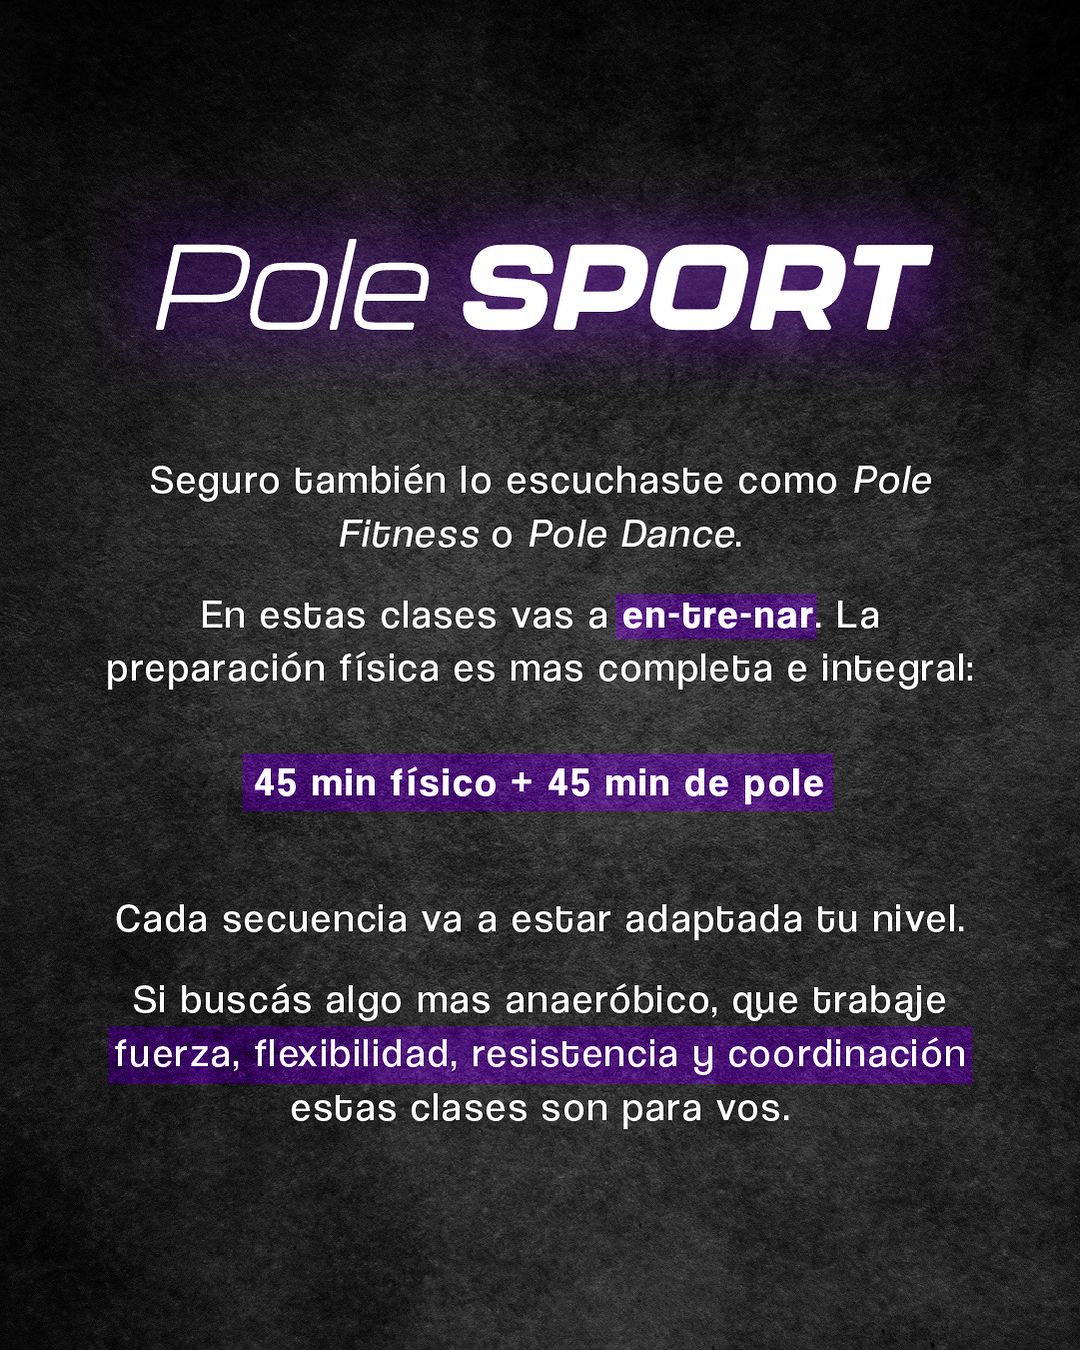 Pole SPORT
Seguro también lo escuchaste como Pole
Fitness o Pole Dance.
En estas clases vas a en-tre-nar. La
preparación física es mas completa e integral:
45 min físico + 45 min de pole
Cada secuencia va a estar adaptada tu nivel.
Si buscás algo mas anaeróbico, que trabaje
fuerza, flexibilidad, resistencia y coordinación
estas clases son para vos.